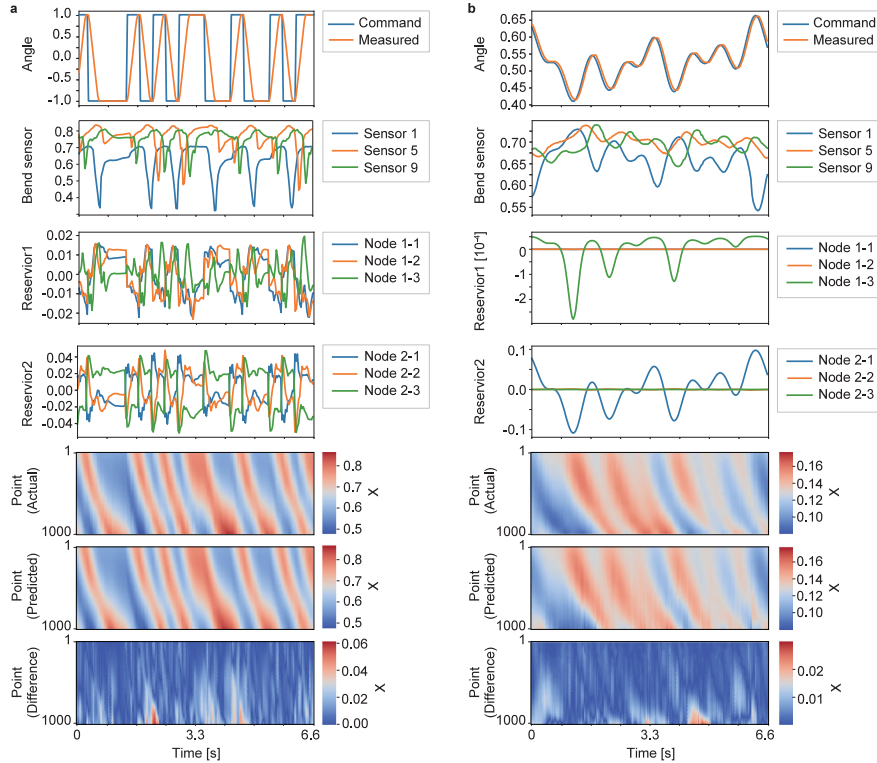 a
Angle
1.0
0.5
0.0
1.0
-1.0
Command
Measured
Bend sensor
0.8
0.6
0.4
Sensor 1
Sensor 5
Sensor 9
Reservior1
0.02
0.01
0.00
-0.01
-0.02
Node 1-1
Node 1-2
Node 1-3
Reservior2
0.04
0.02
0.00
-0.02
-0.04
Node 2-1
Node 2-2
Node 2-3
Point
(Actual)
1
1000
0.8
0.7
0.6
0.5
X
Point
(Predicted)
1
1000
0.8
0.7
0.6
0.5
X
Point
(Difference)
1
1000
0.06
0.04
0.02
0.00
X
0
3.3
6.6
Time [s]
b
Angle
0.65
0.60
0.55
0.50
0.45
0.40
Command
Measured
Bend sensor
0.70
0.65
0.60
0.55
Sensor 1
Sensor 5
Sensor 9
Reservior1 [10⁻⁴]
0
-1
-2
Node 1-1
Node 1-2
Node 1-3
Reservior2
0.1
0.0
-0.1
Node 2-1
Node 2-2
Node 2-3
Point
(Actual)
1
1000
0.16
0.14
0.12
0.10
X
Point
(Predicted)
1
1000
0.16
0.14
0.12
0.10
X
Point
(Difference)
1
1000
0.02
0.01
X
0
3.3
6.6
Time [s]